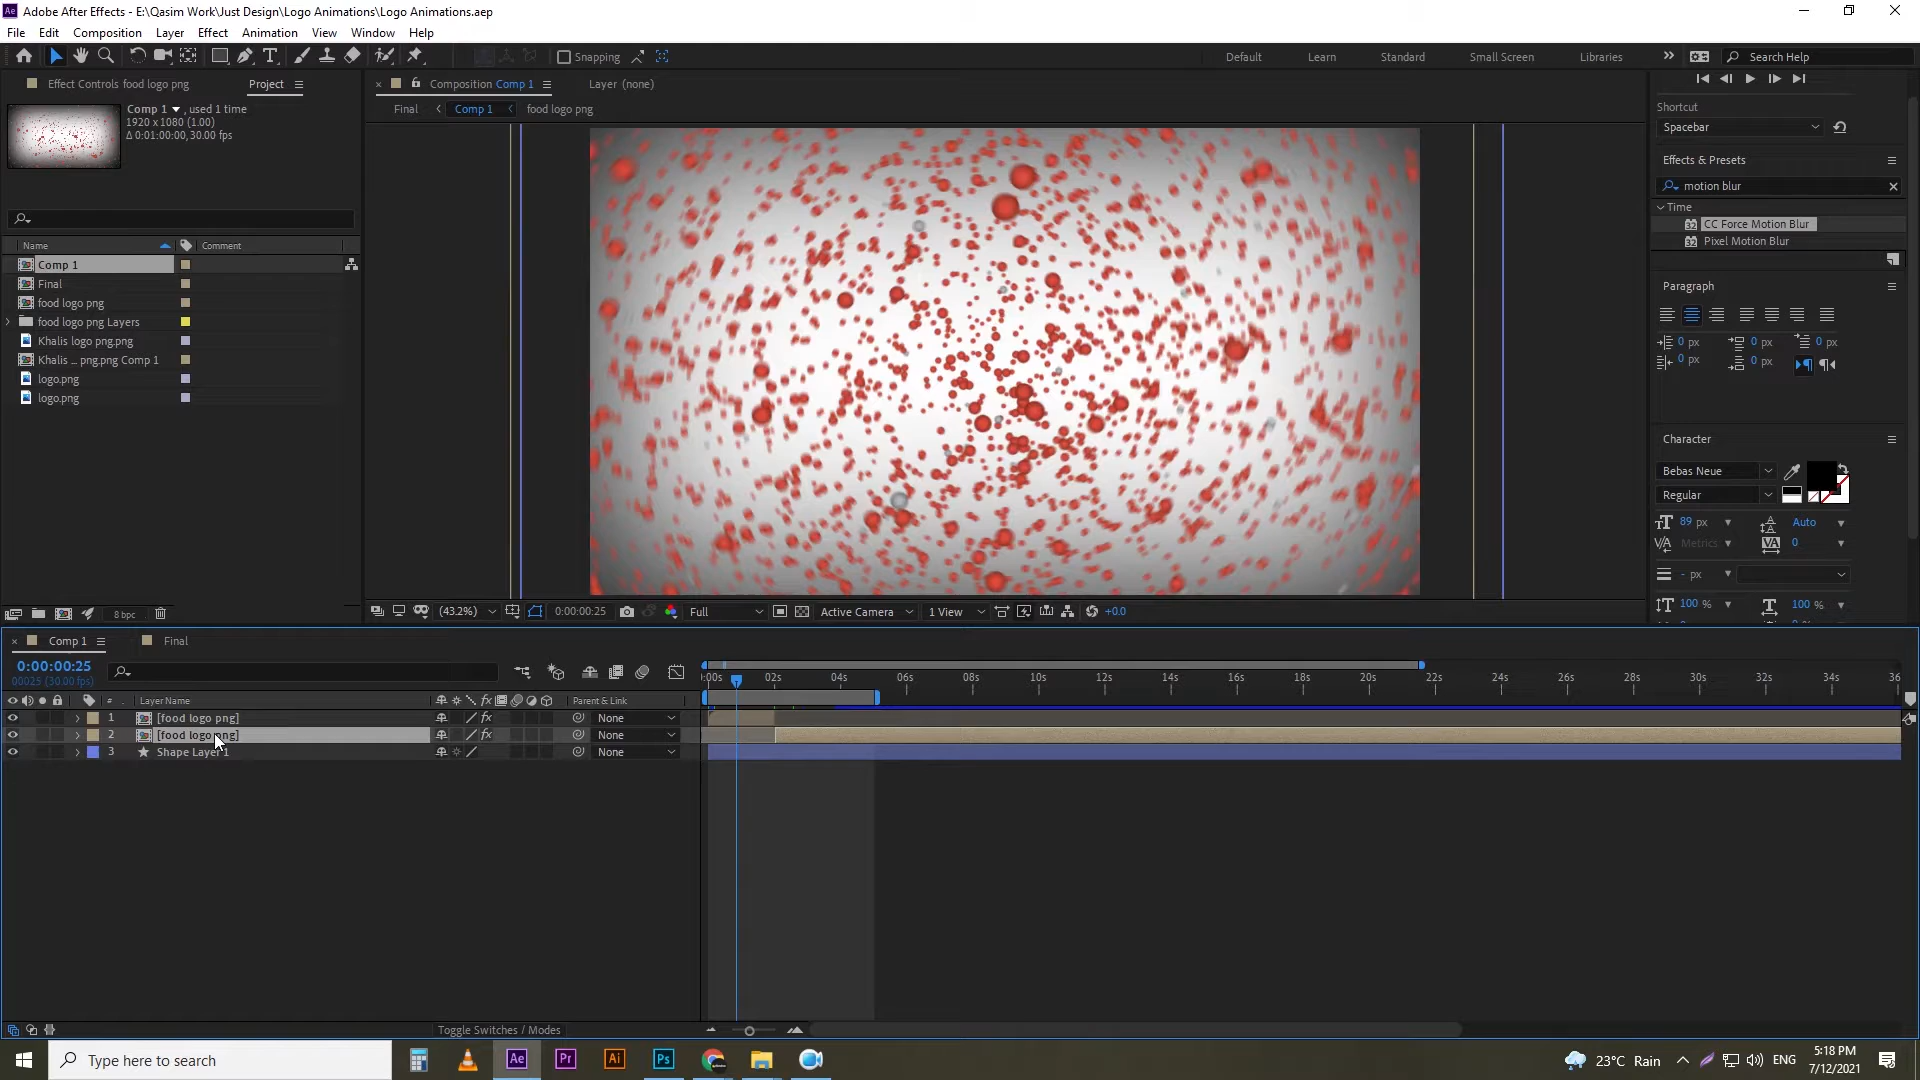 Adobe After Effects - E:\Qasim Work\Just Design\Logo Animations\Logo Animations.aep
File Edit Composition Layer Effect Animation View Window Help
Snapping
Default Learn Standard Small Screen Libraries Search Help
Effect Controls food logo png Project
Composition Comp 1 Layer (none)
Final Comp 1 food logo png
Comp 1 , used 1 time
1920 x 1080 (1.00)
Δ 0:01:00:00, 30.00 fps
Name Comment
Comp 1
Final
food logo png
food logo png Layers
Khalis logo png.png
Khalis ... png.png Comp 1
logo.png
logo.png
8 bpc
(43.2%) 0:00:00:25 Full Active Camera 1 View +0.0
Shortcut
Spacebar
Effects & Presets
motion blur
Time
CC Force Motion Blur
Pixel Motion Blur
Paragraph
0 px 0 px 0 px
0 px 0 px
Character
Bebas Neue
Regular
89 px Auto
Metrics 0
- px
100 % 100 %
Comp 1 Final
0:00:00:25
00025 (30.00 fps)
:00s 02s 04s 06s 08s 10s 12s 14s 16s 18s 20s 22s 24s 26s 28s 30s 32s 34s 36
# Layer Name Parent & Link
1 [food logo png] None
2 [food logo png] None
3 Shape Layer 1 None
Toggle Switches / Modes
Type here to search
Ae Pr Ai Ps
23°C Rain ENG
5:18 PM
7/12/2021